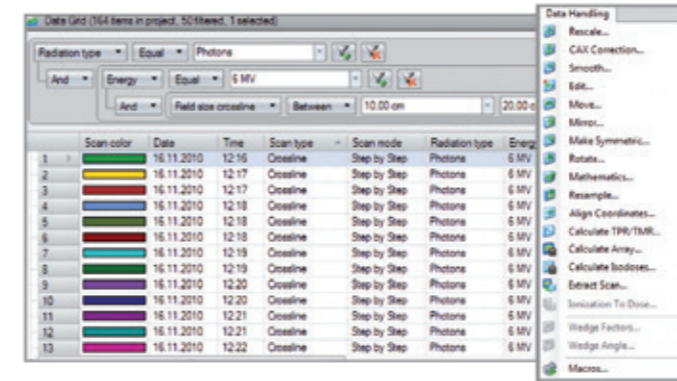 Data Grid (164 items in project, 50 filtered, 1 selected)
Radiation type Equal Photons
And Energy Equal 6 MV
And Field size crossline Between 10.00 cm 20.00 c
Scan color Date Time Scan type Scan mode Radiation type Energy
1 16.11.2010 12:16 Crossline Step by Step Photons 6 MV
2 16.11.2010 12:17 Crossline Step by Step Photons 6 MV
3 16.11.2010 12:17 Crossline Step by Step Photons 6 MV
4 16.11.2010 12:18 Crossline Step by Step Photons 6 MV
5 16.11.2010 12:18 Crossline Step by Step Photons 6 MV
6 16.11.2010 12:18 Crossline Step by Step Photons 6 MV
7 16.11.2010 12:19 Crossline Step by Step Photons 6 MV
8 16.11.2010 12:19 Crossline Step by Step Photons 6 MV
9 16.11.2010 12:20 Crossline Step by Step Photons 6 MV
10 16.11.2010 12:20 Crossline Step by Step Photons 6 MV
11 16.11.2010 12:21 Crossline Step by Step Photons 6 MV
12 16.11.2010 12:21 Crossline Step by Step Photons 6 MV
13 16.11.2010 12:22 Crossline Step by Step Photons 6 MV
Data Handling
Rescale...
CAX Correction...
Smooth...
Edit...
Move...
Mirror...
Make Symmetric...
Rotate...
Mathematics...
Resample...
Align Coordinates...
Calculate TPR/TMR...
Calculate Array...
Calculate Isodoses...
Extract Scan...
Ionization To Dose...
Wedge Factors...
Wedge Angle...
Macros...